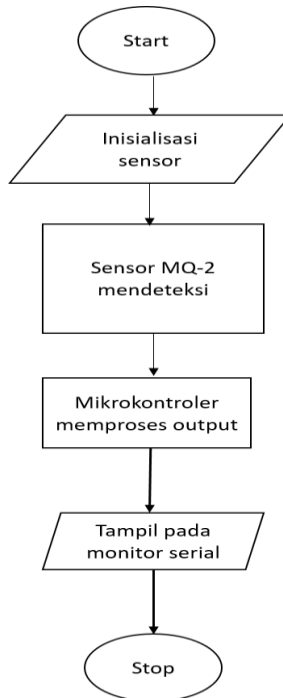 Start
Inisialisasi
sensor
Sensor MQ-2
mendeteksi
Mikrokontroler
memproses output
Tampil pada
monitor serial
Stop